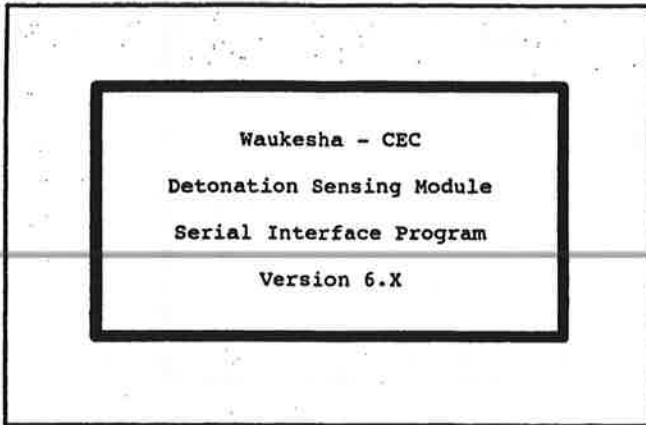 Waukesha - CEC
Detonation Sensing Module
Serial Interface Program
Version 6.X